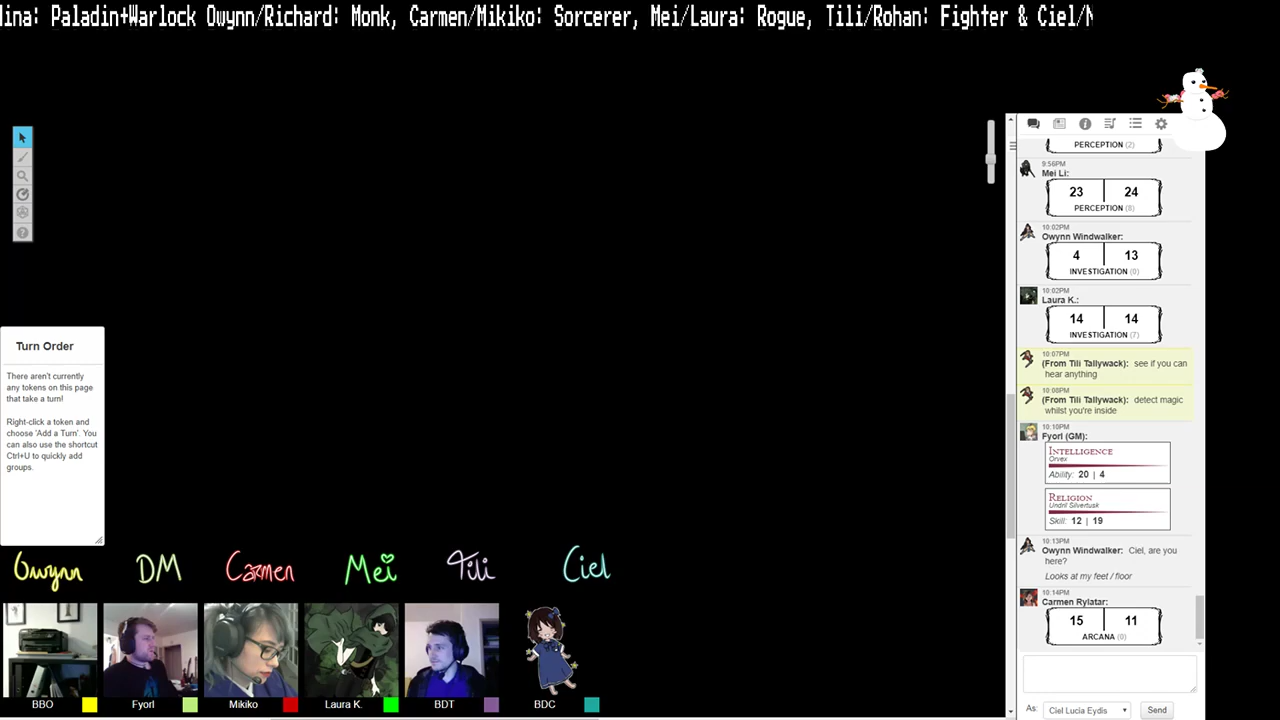 Paladin+Warlock Owynn/Richard: Monk, Carmen/Mikiko: Sorcerer, Mei/Laura: Rogue, Tili/Rohan: Fighter & Ciel/
PERCEPTION (2)
9:56PM
Mei Li:
23 24
PERCEPTION (8)
10:02PM
Owynn Windwalker:
4 13
INVESTIGATION (0)
10:02PM
Laura K.:
14 14
INVESTIGATION (7)
10:07PM
(From Tili Tallywack): see if you can
hear anything
10:08PM
(From Tili Tallywack): detect magic
whilst you're inside
10:10PM
Fyorl (GM):
INTELLIGENCE
Orvex
Ability: 20 | 4
RELIGION
Undril Silvertusk
Skill: 12 | 19
10:13PM
Owynn Windwalker: Ciel, are you
here?
Looks at my feet / floor
10:14PM
Carmen Rylatar:
15 11
ARCANA (0)
As: Ciel Lucia Eydis Send
Turn Order
There aren't currently
any tokens on this page
that take a turn!
Right-click a token and
choose 'Add a Turn'. You
can also use the shortcut
Ctrl+U to quickly add
groups.
Owynn DM Carmen Mei Tili Ciel
BBO Fyorl Mikiko Laura K. BDT BDC